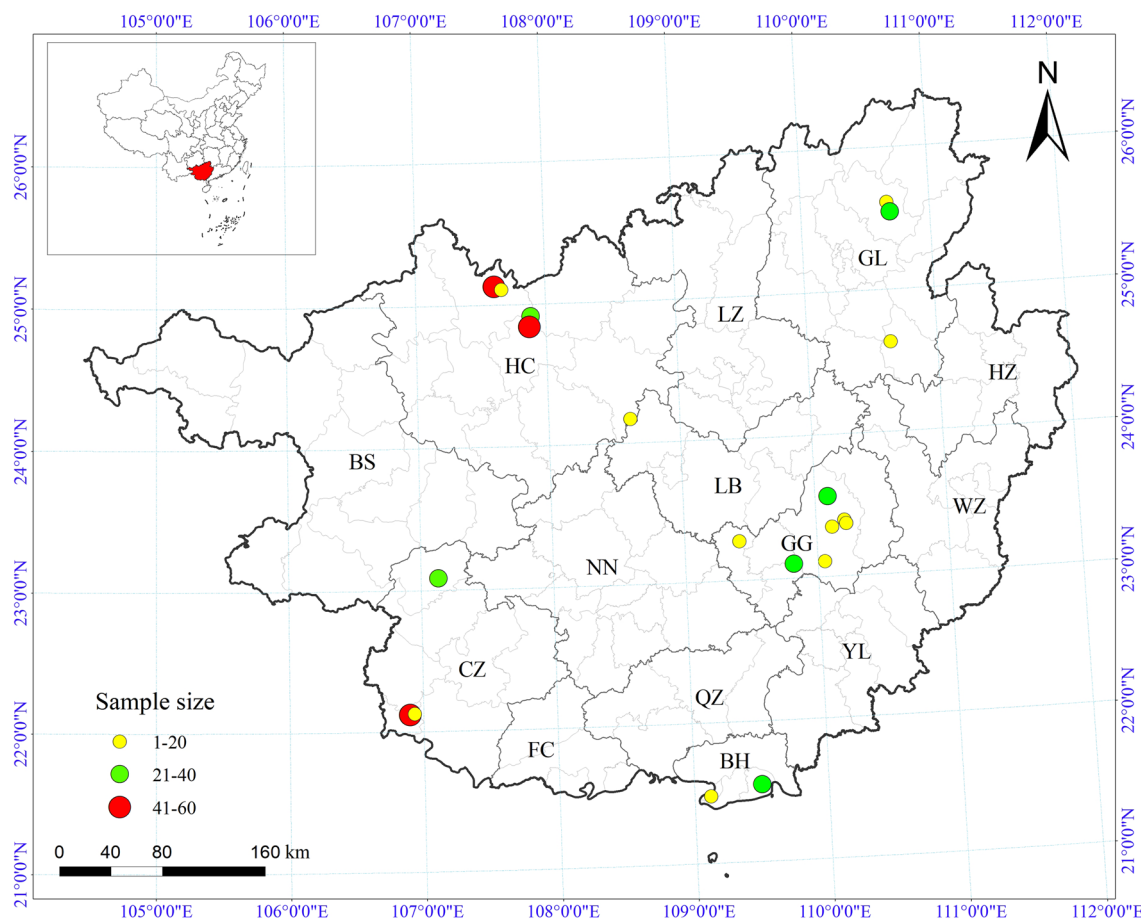 105°0'0"E 106°0'0"E 107°0'0"E 108°0'0"E 109°0'0"E 110°0'0"E 111°0'0"E 112°0'0"E
N
26°0'0"N
26°0'0"N
GL
25°0'0"N
25°0'0"N
LZ
HC
HZ
24°0'0"N
24°0'0"N
BS
LB
WZ
GG
NN
23°0'0"N
23°0'0"N
YL
CZ
QZ
22°0'0"N
22°0'0"N
FC
BH
Sample size
1-20
21-40
41-60
0 40 80 160 km
21°0'0"N
21°0'0"N
105°0'0"E 106°0'0"E 107°0'0"E 108°0'0"E 109°0'0"E 110°0'0"E 111°0'0"E 112°0'0"E